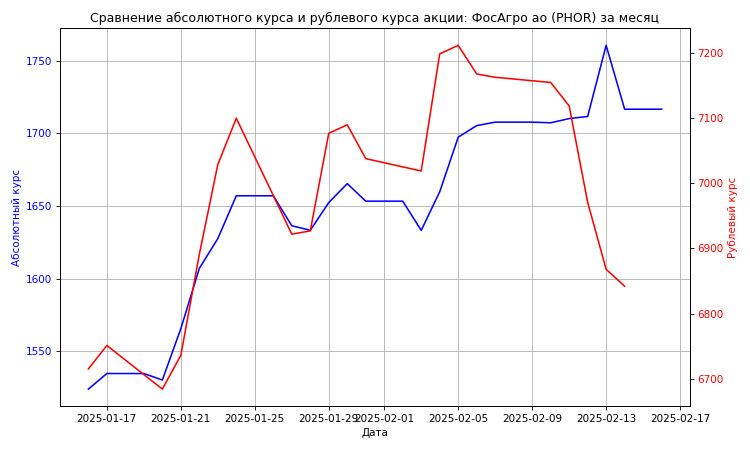 Сравнение абсолютного курса и рублевого курса акции: ФосАгро ао (PHOR) за месяц
Абсолютный курс
1750
1700
1650
1600
1550
7200
7100
7000
6900
6800
6700
Рублевый курс
2025-01-17 2025-01-21 2025-01-25 2025-01-29 2025-02-01 2025-02-05 2025-02-09 2025-02-13 2025-02-17
Дата